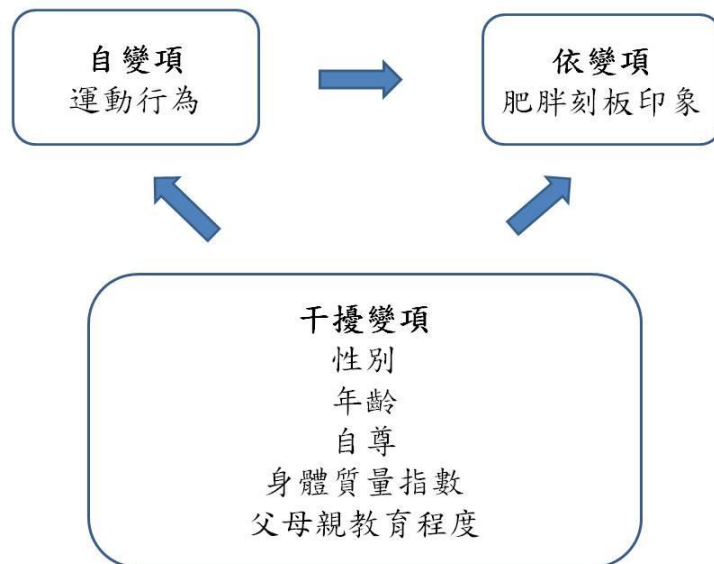 自變項
運動行為
依變項
肥胖刻板印象
干擾變項
性別
年齡
自尊
身體質量指數
父母親教育程度